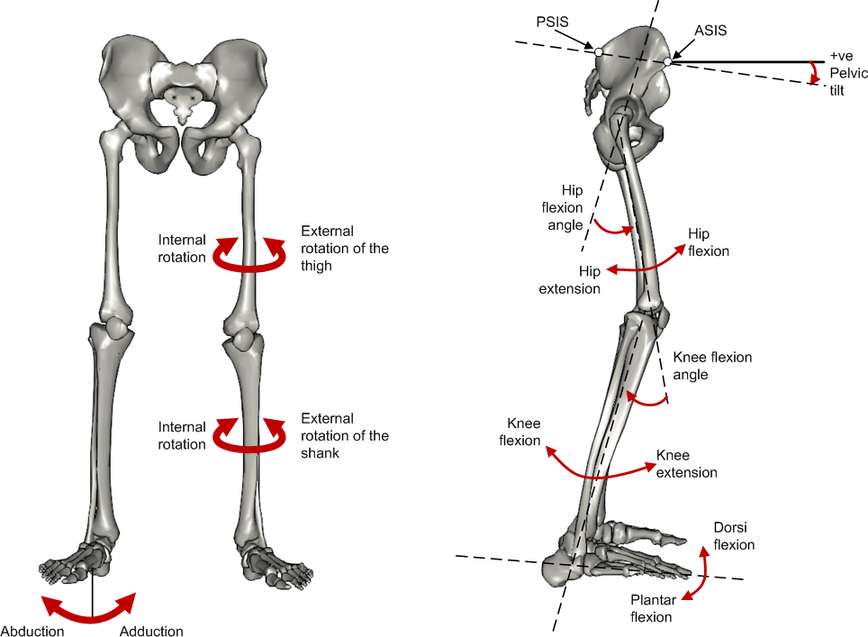 PSIS
ASIS
+ve
Pelvic
tilt
Internal
rotation
External
rotation of the
thigh
Hip
flexion
angle
Hip
flexion
Hip
extension
Knee flexion
angle
Internal
rotation
External
rotation of the
shank
Knee
flexion
Knee
extension
Dorsi
flexion
Plantar
flexion
Abduction
Adduction